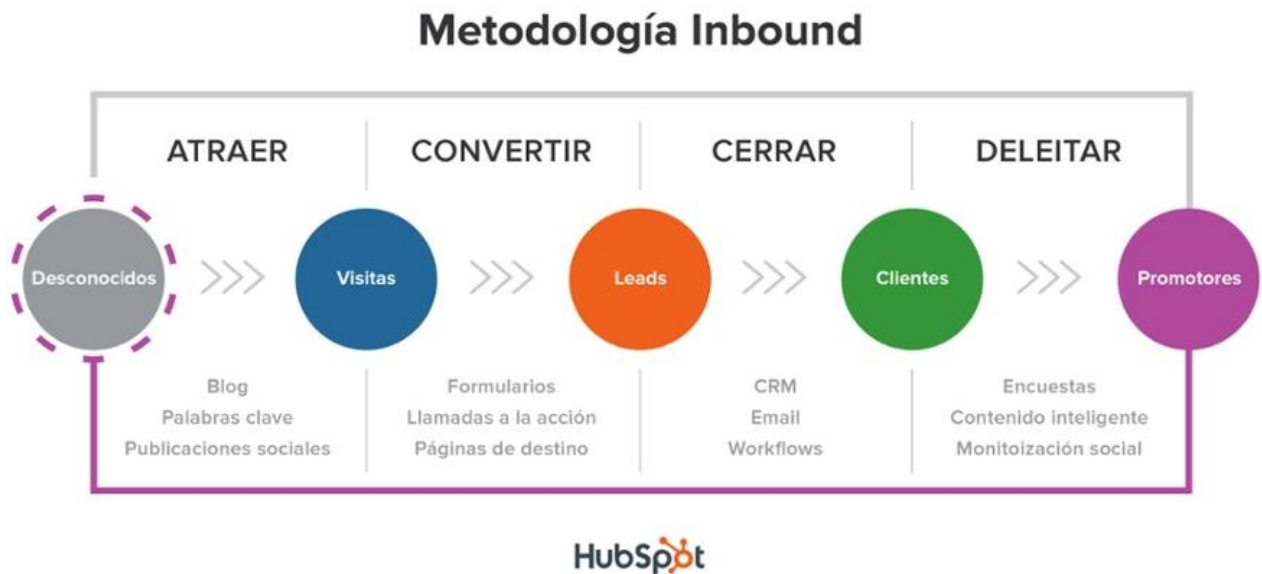 Metodología Inbound
ATRAER
CONVERTIR
CERRAR
DELEITAR
Desconocidos
Visitas
Leads
Clientes
Promotores
Blog
Palabras clave
Publicaciones sociales
Formularios
Llamadas a la acción
Páginas de destino
CRM
Email
Workflows
Encuestas
Contenido inteligente
Monitoización social
HubSpot